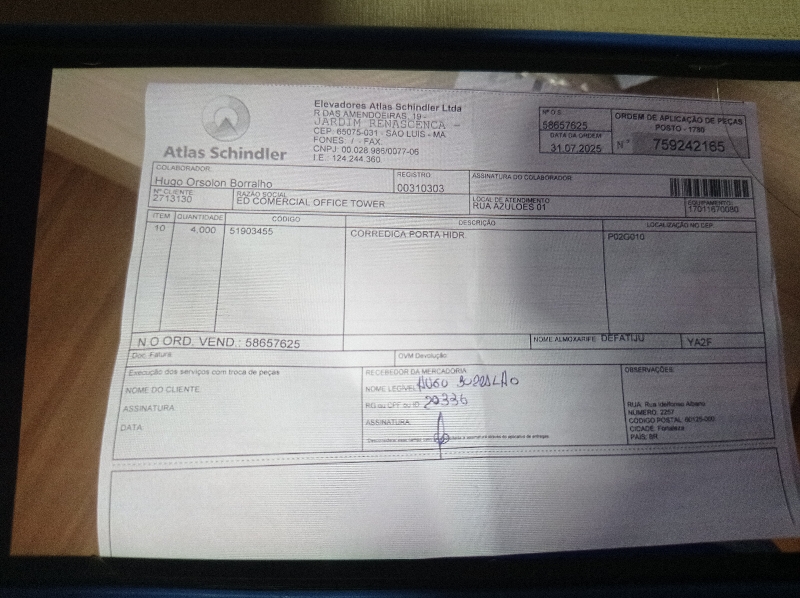 Atlas Schindler
Elevadores Atlas Schindler Ltda
R DAS AMENDOEIRAS, 19 -
JARDIM RENASCENCA -
CEP: 65075-031 - SAO LUIS - MA
FONES. / - FAX.
CNPJ: 00.028.986/0077-06
I.E.: 124.244.360
Nº O.S.
58657625
DATA DA ORDEM
31.07.2025
ORDEM DE APLICAÇÃO DE PEÇAS
POSTO - 1780
Nº 759242165
COLABORADOR
Hugo Orsolon Borralho
REGISTRO
00310303
ASSINATURA DO COLABORADOR
Nº CLIENTE
2713130
RAZÃO SOCIAL
ED COMERCIAL OFFICE TOWER
LOCAL DE ATENDIMENTO
RUA AZULOES 01
EQUIPAMENTO
17011670080
ITEM QUANTIDADE CÓDIGO DESCRIÇÃO LOCALIZAÇÃO NO CEP
10 4,000 51903455 CORREDICA PORTA HIDR. P02G010
N.O ORD. VEND.: 58657625
NOME ALMOXARIFE: DEFATIJU YA2F
Doc. Fatura: OVM Devolução:
Execução dos serviços com troca de peças
NOME DO CLIENTE
ASSINATURA
DATA
RECEBEDOR DA MERCADORIA
NOME LEGÍVEL
RG ou CPF ou ID 20336
ASSINATURA
OBSERVAÇÕES:
RUA: Rua Ildefonso Albano
NÚMERO: 2257
CÓDIGO POSTAL: 60125-000
CIDADE: Fortaleza
PAÍS: BR